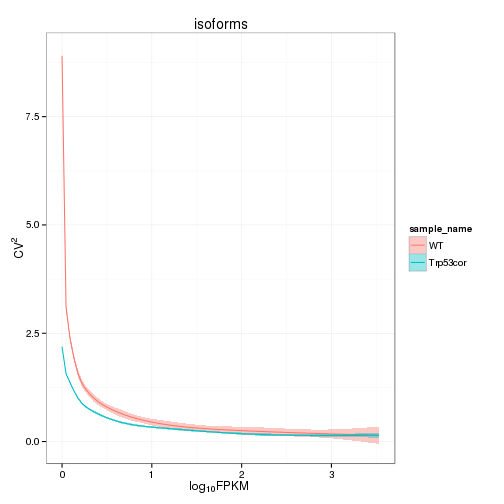 isoforms
CV²
7.5
5.0
2.5
0.0
0 1 2 3
log₁₀FPKM
sample_name
WT
Trp53cor